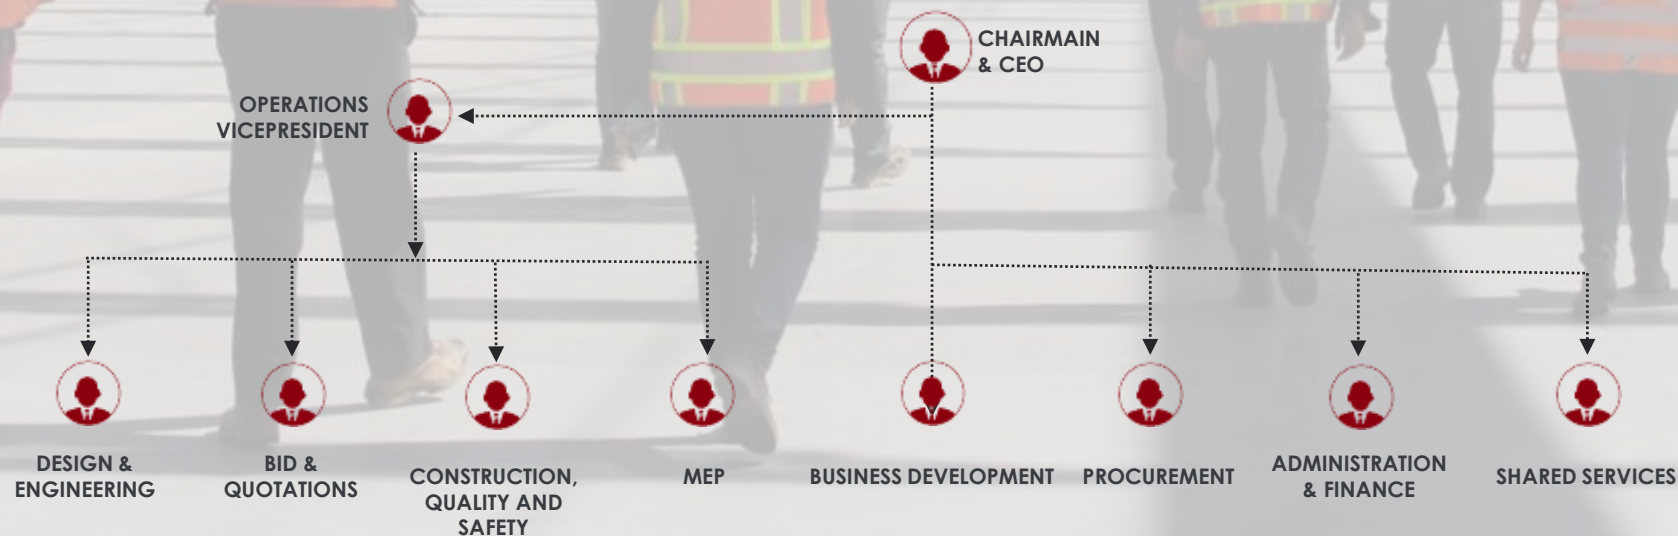 CHAIRMAIN
& CEO
OPERATIONS
VICEPRESIDENT
DESIGN &
ENGINEERING
BID &
QUOTATIONS
CONSTRUCTION,
QUALITY AND
SAFETY
MEP
BUSINESS DEVELOPMENT
PROCUREMENT
ADMINISTRATION
& FINANCE
SHARED SERVICES